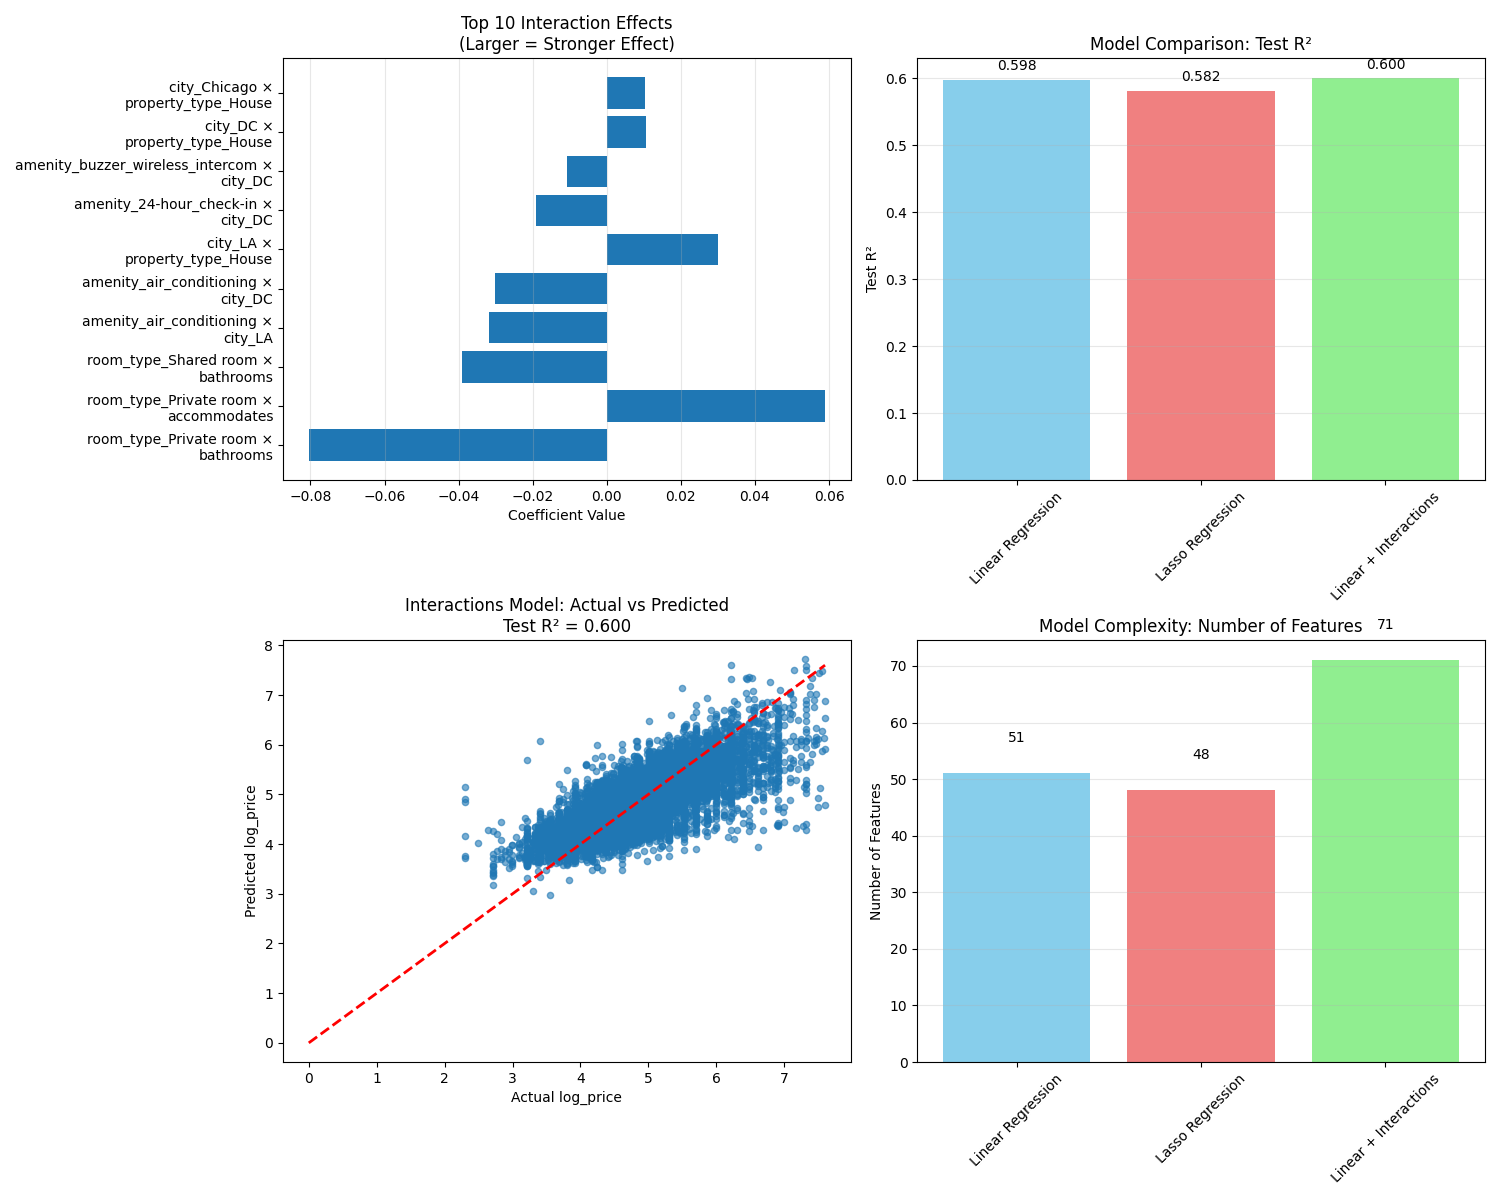 Top 10 Interaction Effects
(Larger = Stronger Effect)
city_Chicago ×
property_type_House
city_DC ×
property_type_House
amenity_buzzer_wireless_intercom ×
city_DC
amenity_24-hour_check-in ×
city_DC
city_LA ×
property_type_House
amenity_air_conditioning ×
city_DC
amenity_air_conditioning ×
city_LA
room_type_Shared room ×
bathrooms
room_type_Private room ×
accommodates
room_type_Private room ×
bathrooms
−0.08 −0.06 −0.04 −0.02 0.00 0.02 0.04 0.06
Coefficient Value
Model Comparison: Test R²
0.598 0.582 0.600
0.6
0.5
0.4
0.3
0.2
0.1
0.0
Test R²
Linear Regression
Lasso Regression
Linear + Interactions
Interactions Model: Actual vs Predicted
Test R² = 0.600
8
7
6
5
4
3
2
1
0
Predicted log_price
0 1 2 3 4 5 6 7
Actual log_price
Model Complexity: Number of Features
51 48 71
70
60
50
40
30
20
10
0
Number of Features
Linear Regression
Lasso Regression
Linear + Interactions